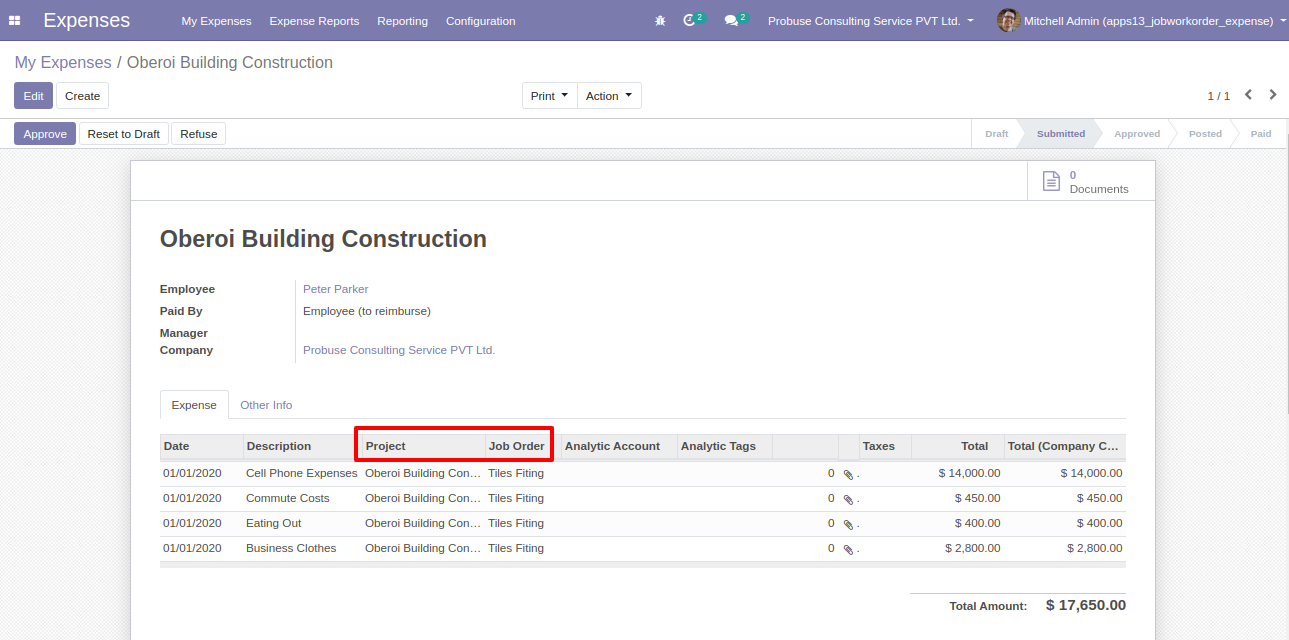 Expenses My Expenses Expense Reports Reporting Configuration 2 2 Probuse Consulting Service PVT Ltd. Mitchell Admin (apps13_jobworkorder_expense)
My Expenses / Oberoi Building Construction
Edit Create Print Action 1 / 1
Approve Reset to Draft Refuse Draft Submitted Approved Posted Paid
0
Documents
Oberoi Building Construction
Employee Peter Parker
Paid By Employee (to reimburse)
Manager
Company Probuse Consulting Service PVT Ltd.
Expense Other Info
Date Description Project Job Order Analytic Account Analytic Tags Taxes Total Total (Company C...
01/01/2020 Cell Phone Expenses Oberoi Building Con... Tiles Fiting 0 . $ 14,000.00 $ 14,000.00
01/01/2020 Commute Costs Oberoi Building Con... Tiles Fiting 0 . $ 450.00 $ 450.00
01/01/2020 Eating Out Oberoi Building Con... Tiles Fiting 0 . $ 400.00 $ 400.00
01/01/2020 Business Clothes Oberoi Building Con... Tiles Fiting 0 . $ 2,800.00 $ 2,800.00
Total Amount: $ 17,650.00